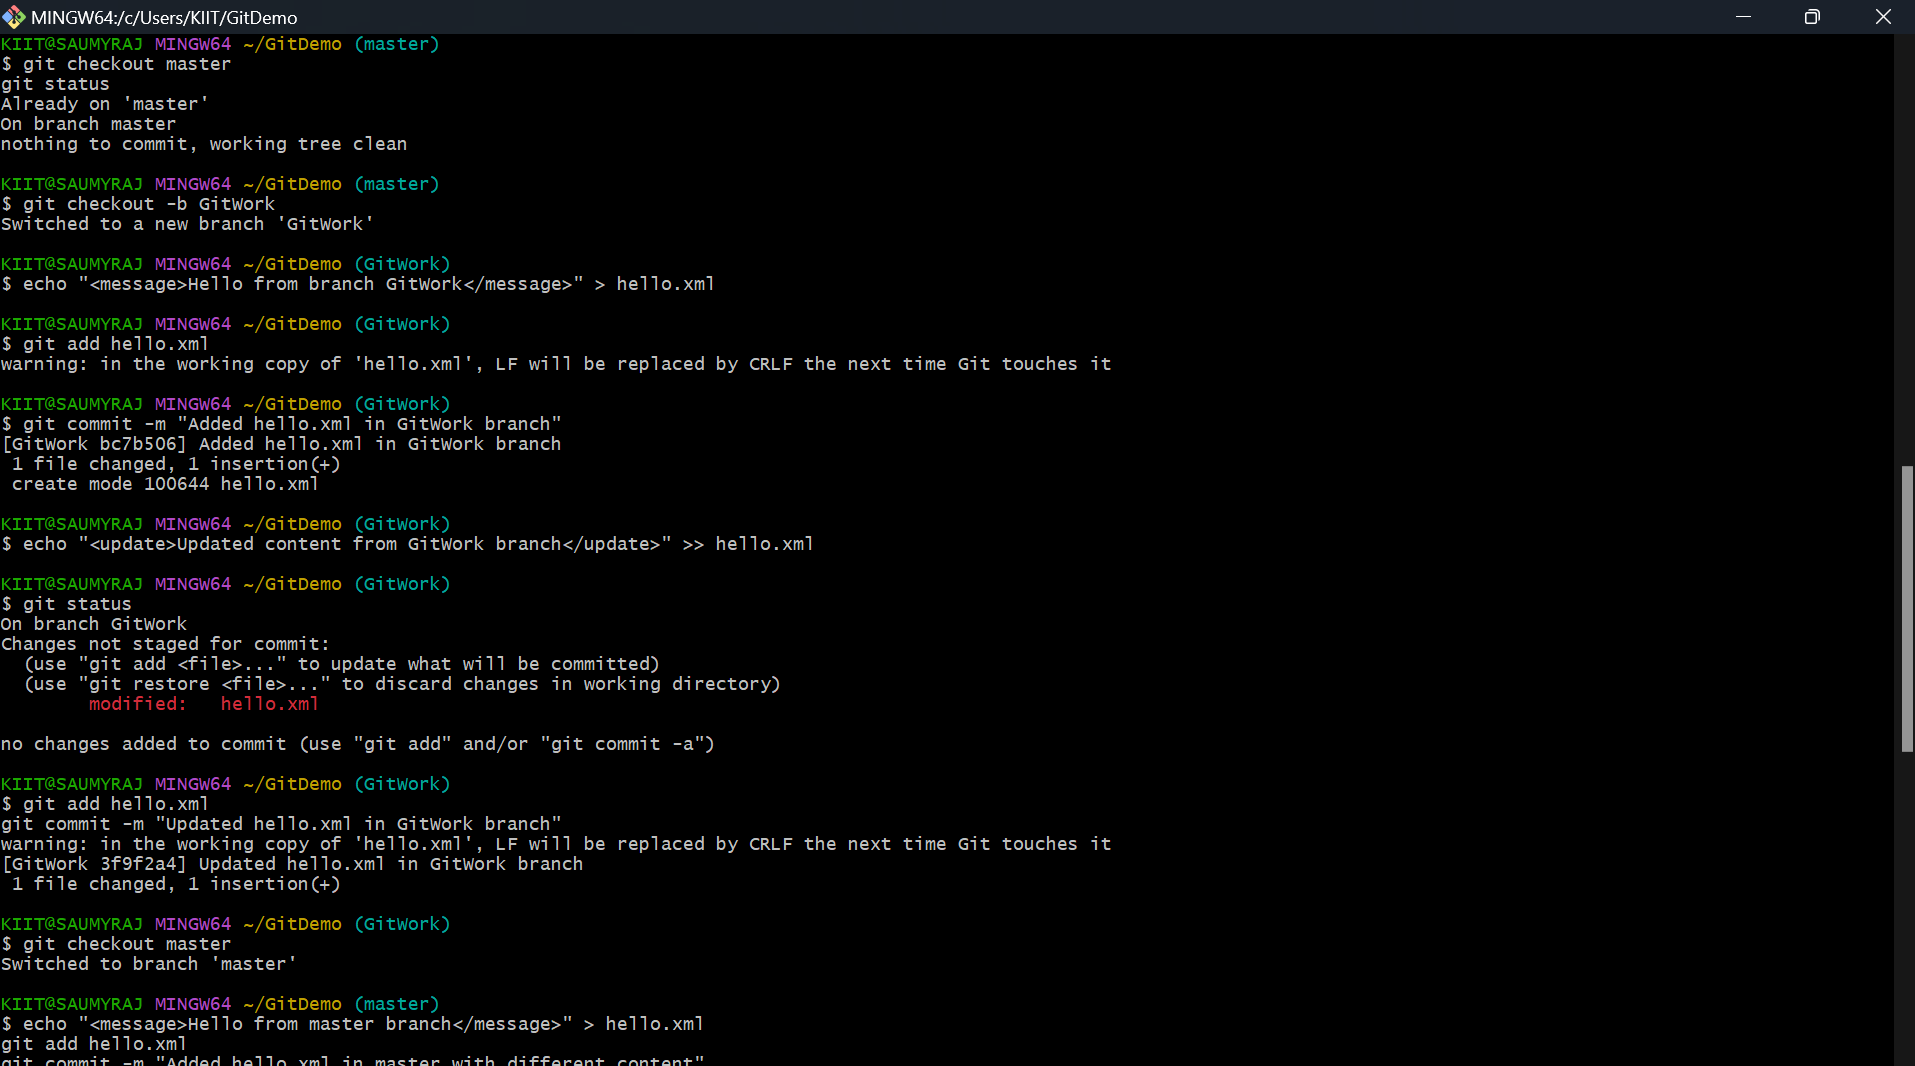 MINGW64:/c/Users/KIIT/GitDemo
KIIT@SAUMYRAJ MINGW64 ~/GitDemo (master)
$ git checkout master
git status
Already on 'master'
On branch master
nothing to commit, working tree clean
KIIT@SAUMYRAJ MINGW64 ~/GitDemo (master)
$ git checkout -b GitWork
Switched to a new branch 'GitWork'
KIIT@SAUMYRAJ MINGW64 ~/GitDemo (GitWork)
$ echo "<message>Hello from branch GitWork</message>" > hello.xml
KIIT@SAUMYRAJ MINGW64 ~/GitDemo (GitWork)
$ git add hello.xml
warning: in the working copy of 'hello.xml', LF will be replaced by CRLF the next time Git touches it
KIIT@SAUMYRAJ MINGW64 ~/GitDemo (GitWork)
$ git commit -m "Added hello.xml in GitWork branch"
[GitWork bc7b506] Added hello.xml in GitWork branch
 1 file changed, 1 insertion(+)
 create mode 100644 hello.xml
KIIT@SAUMYRAJ MINGW64 ~/GitDemo (GitWork)
$ echo "<update>Updated content from GitWork branch</update>" >> hello.xml
KIIT@SAUMYRAJ MINGW64 ~/GitDemo (GitWork)
$ git status
On branch GitWork
Changes not staged for commit:
  (use "git add <file>..." to update what will be committed)
  (use "git restore <file>..." to discard changes in working directory)
        modified:   hello.xml
no changes added to commit (use "git add" and/or "git commit -a")
KIIT@SAUMYRAJ MINGW64 ~/GitDemo (GitWork)
$ git add hello.xml
git commit -m "Updated hello.xml in GitWork branch"
warning: in the working copy of 'hello.xml', LF will be replaced by CRLF the next time Git touches it
[GitWork 3f9f2a4] Updated hello.xml in GitWork branch
 1 file changed, 1 insertion(+)
KIIT@SAUMYRAJ MINGW64 ~/GitDemo (GitWork)
$ git checkout master
Switched to branch 'master'
KIIT@SAUMYRAJ MINGW64 ~/GitDemo (master)
$ echo "<message>Hello from master branch</message>" > hello.xml
git add hello.xml
git commit -m "Added hello.xml in master with different content"